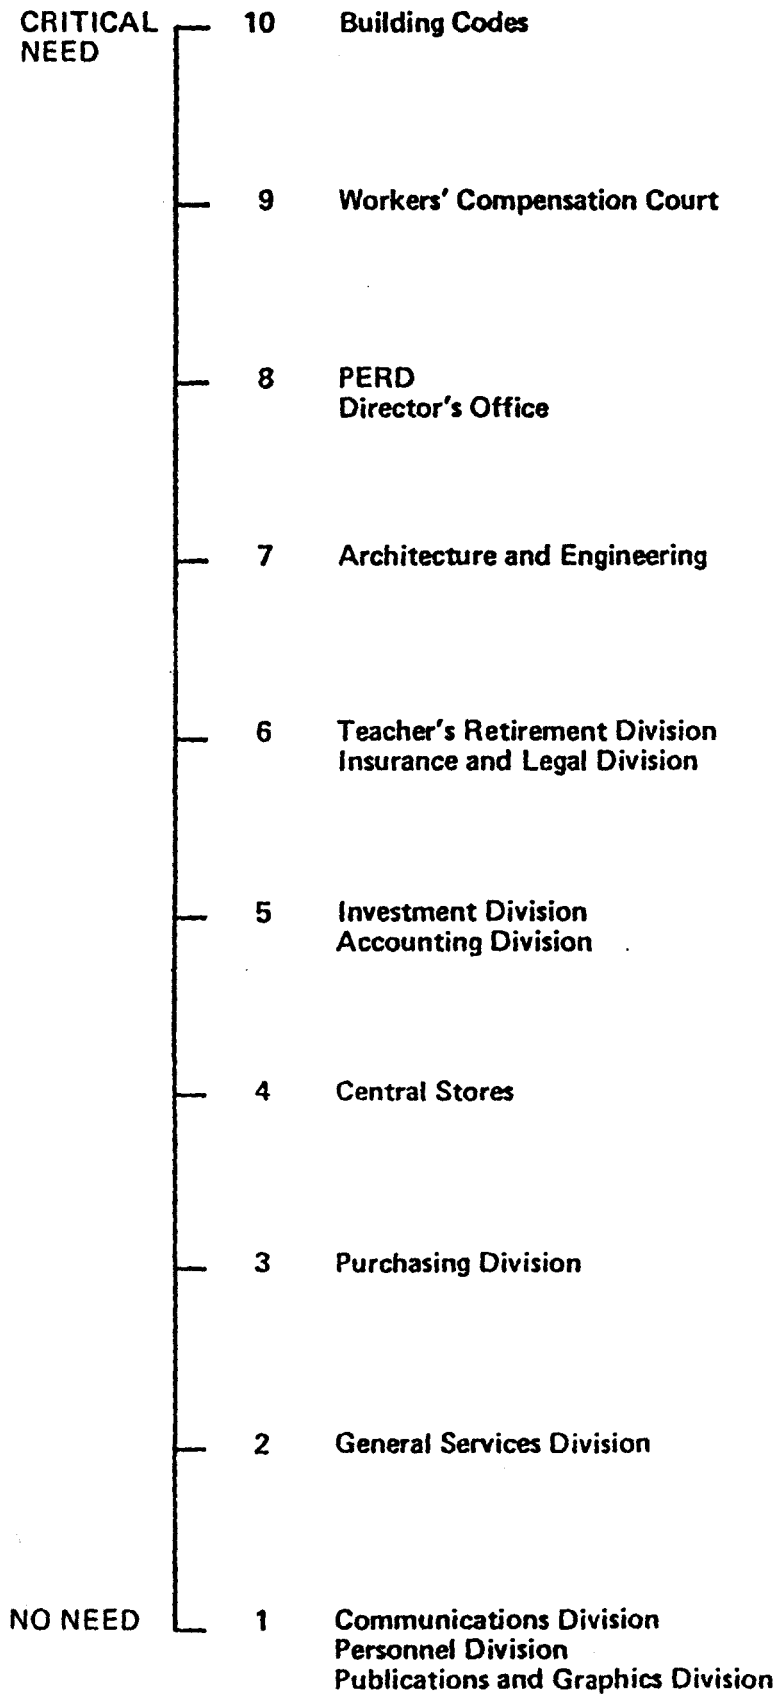 CRITICAL NEED 10 Building Codes
9 Workers' Compensation Court
8 PERD
Director's Office
7 Architecture and Engineering
6 Teacher's Retirement Division
Insurance and Legal Division
5 Investment Division
Accounting Division
4 Central Stores
3 Purchasing Division
2 General Services Division
NO NEED 1 Communications Division
Personnel Division
Publications and Graphics Division